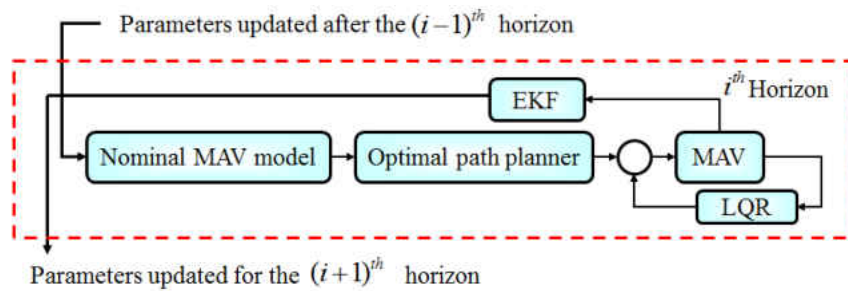 Parameters updated after the (i−1)^th horizon
i^th Horizon
EKF
Nominal MAV model
Optimal path planner
MAV
LQR
Parameters updated for the (i+1)^th horizon